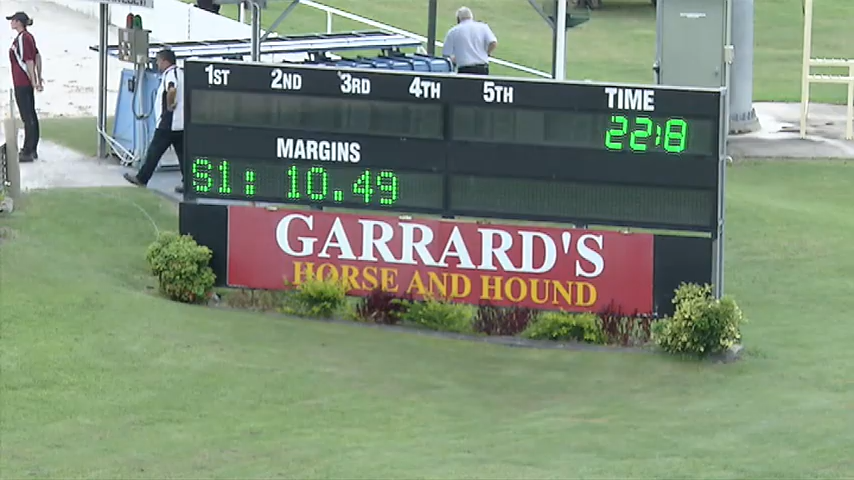 1ST 2ND 3RD 4TH 5TH TIME
22:8
MARGINS
S1: 10.49
GARRARD'S
HORSE AND HOUND